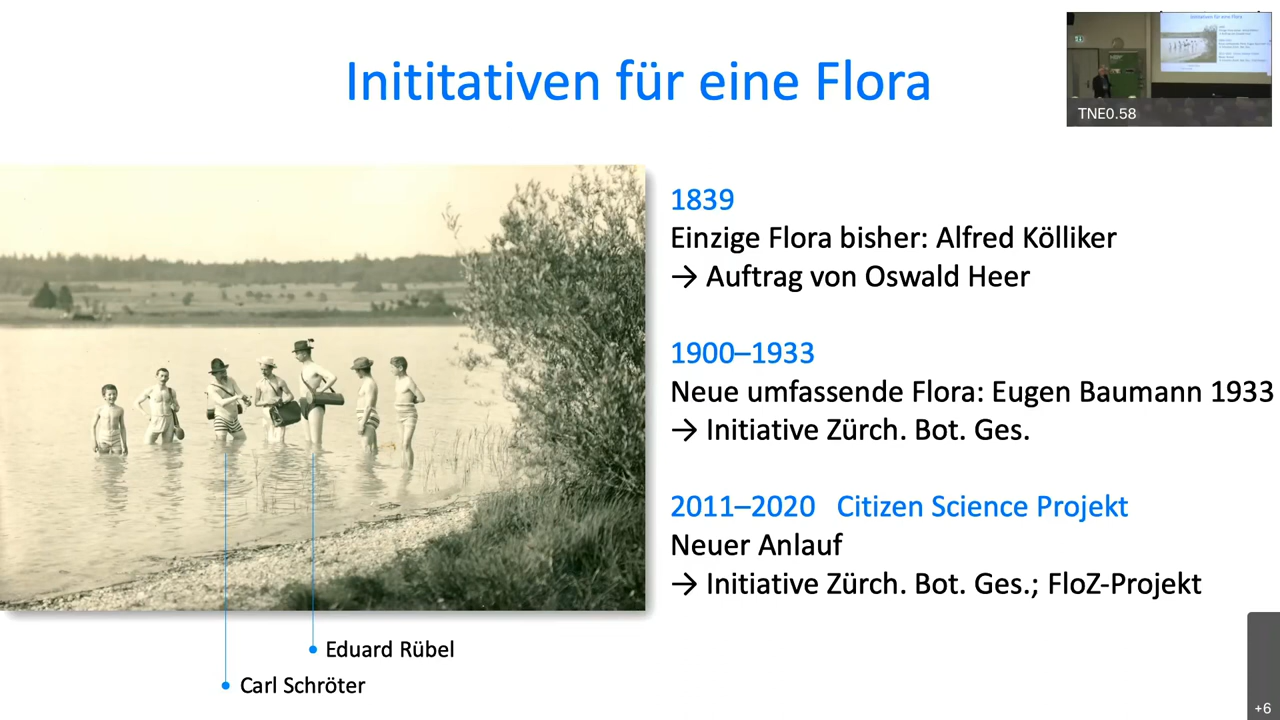 Inititativen für eine Flora
TNE0.58
1839
Einzige Flora bisher: Alfred Kölliker
→ Auftrag von Oswald Heer
1900–1933
Neue umfassende Flora: Eugen Baumann 1933
→ Initiative Zürch. Bot. Ges.
2011–2020 Citizen Science Projekt
Neuer Anlauf
→ Initiative Zürch. Bot. Ges.; FloZ-Projekt
Eduard Rübel
Carl Schröter
+6